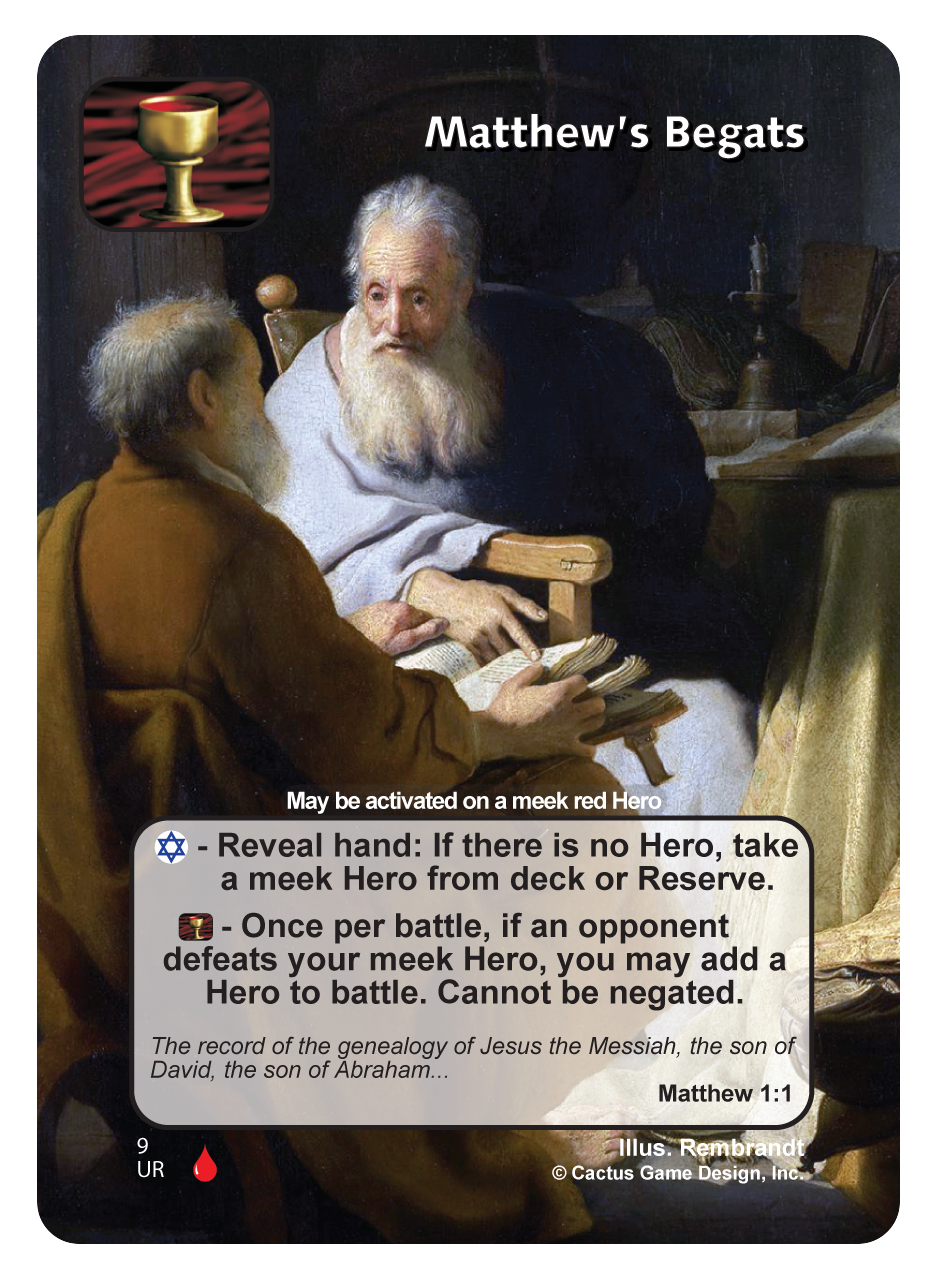 Matthew's Begats
May be activated on a meek red Hero
- Reveal hand: If there is no Hero, take
a meek Hero from deck or Reserve.
- Once per battle, if an opponent
defeats your meek Hero, you may add a
Hero to battle. Cannot be negated.
The record of the genealogy of Jesus the Messiah, the son of
David, the son of Abraham...
Matthew 1:1
9
UR
Illus. Rembrandt
© Cactus Game Design, Inc.